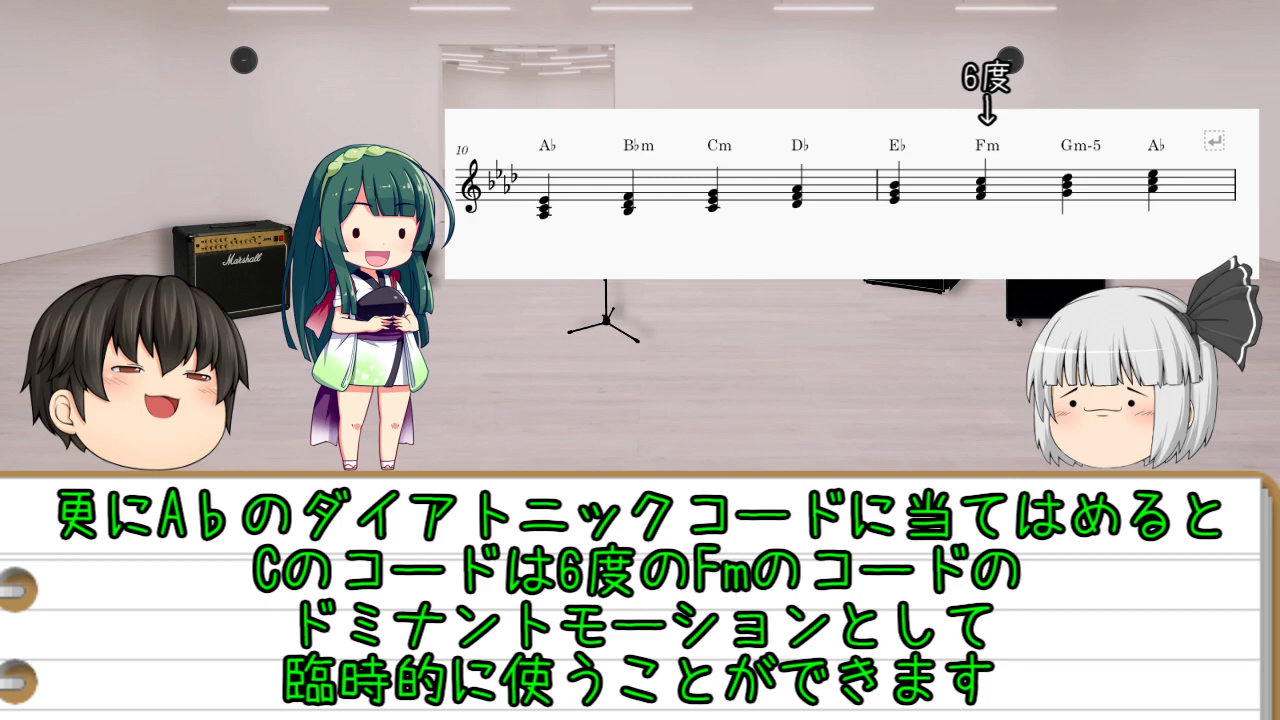 6度
↓
10 A♭ B♭m Cm D♭ E♭ Fm Gm-5 A♭
Marshall
更にA♭のダイアトニックコードに当てはめると
Cのコードは6度のFmのコードの
ドミナントモーションとして
臨時的に使うことができます